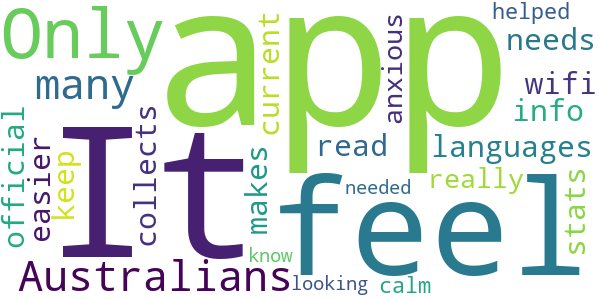 Only
app
helped
needs
many
current
anxious
wifi
info
It
official
easier
keep
collects
makes
read
languages
feel
needed
really
stats
know
Australians
looking
calm